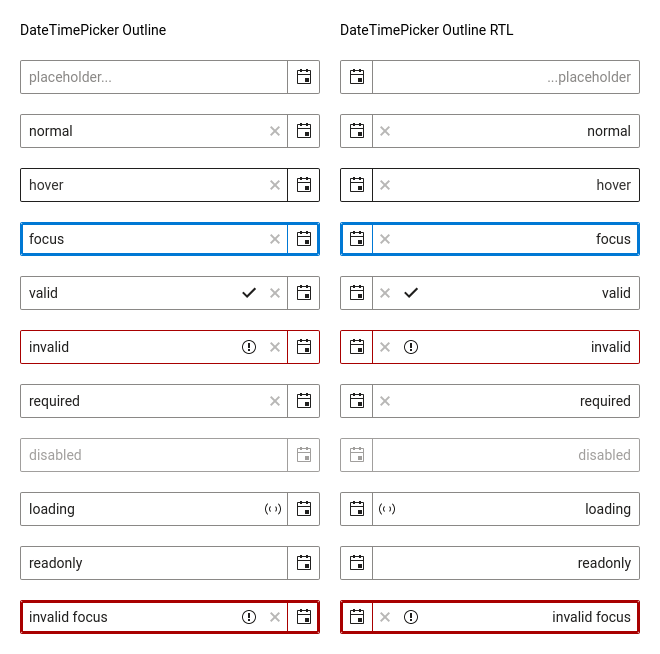 DateTimePicker Outline
placeholder...
normal
hover
focus
valid
invalid
required
disabled
loading
readonly
invalid focus
DateTimePicker Outline RTL
...placeholder
normal
hover
focus
valid
invalid
required
disabled
loading
readonly
invalid focus